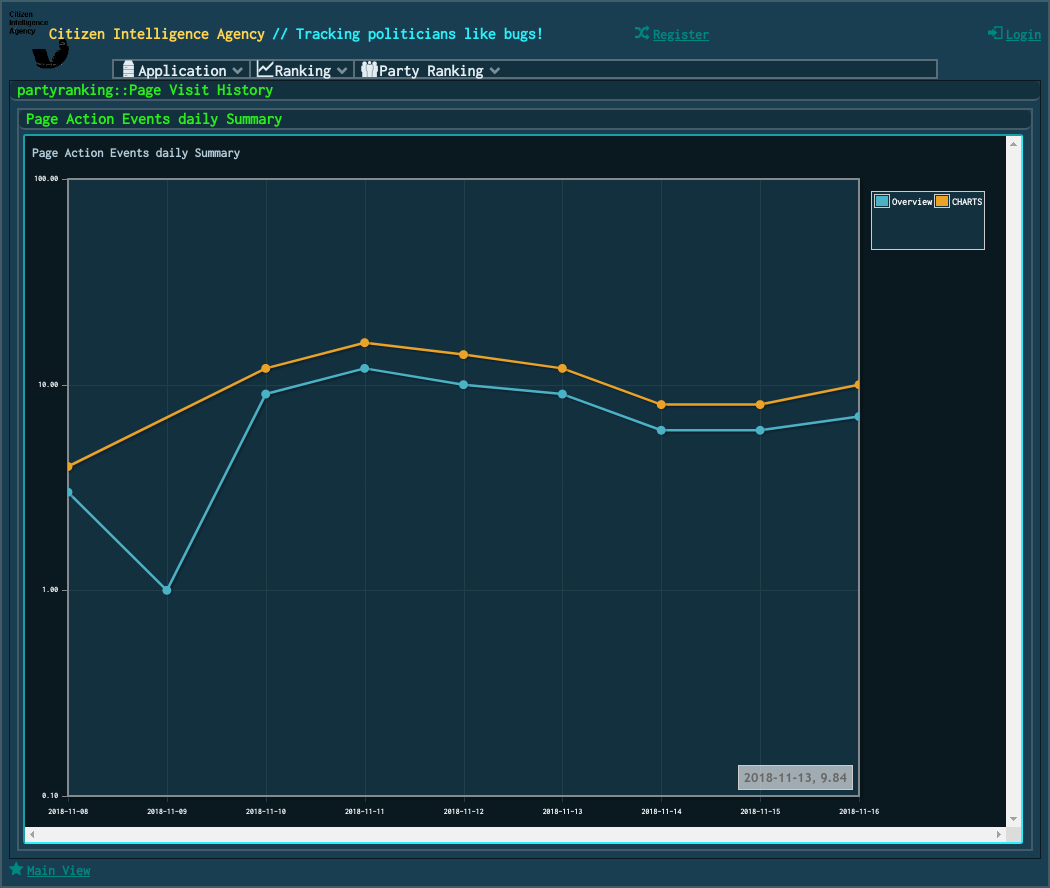 Citizen
Intelligence
Agency
Citizen Intelligence Agency // Tracking politicians like bugs!
Register
Login
Application
Ranking
Party Ranking
partyranking::Page Visit History
Page Action Events daily Summary
Page Action Events daily Summary
100.00
Overview
CHARTS
10.00
1.00
2018-11-13, 9.84
0.10
2018-11-08
2018-11-09
2018-11-10
2018-11-11
2018-11-12
2018-11-13
2018-11-14
2018-11-15
2018-11-16
Main View